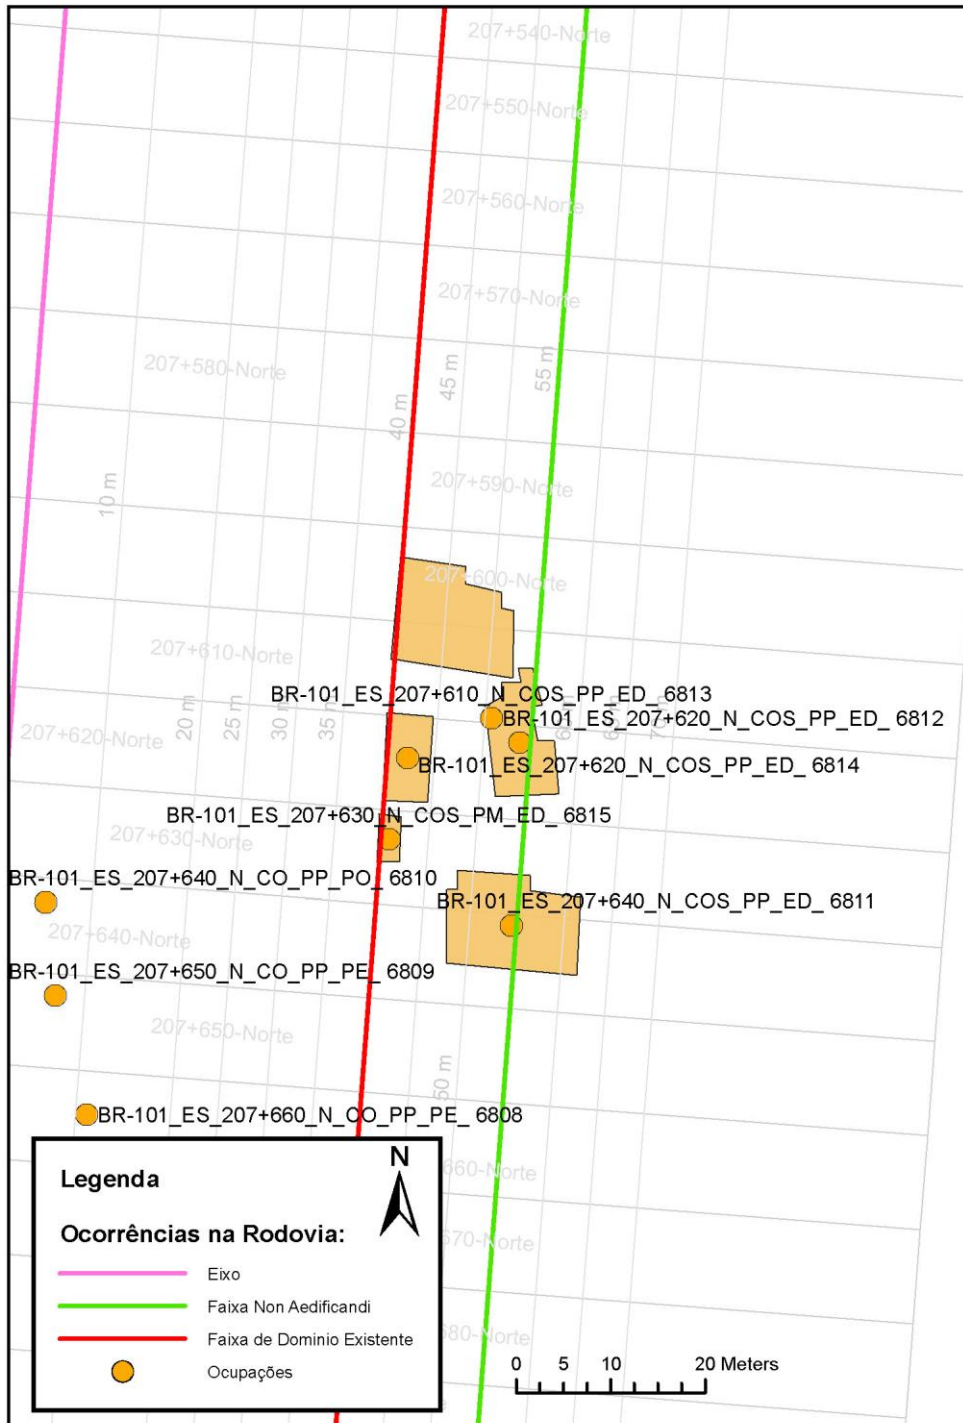 207+540-Norte
207+550-Norte
207+560-Norte
207+570-Norte
207+580-Norte
55 m
45 m
40 m
207+590-Norte
10 m
207+600-Norte
207+610-Norte
BR-101_ES_207+610_N_COS_PP_ED_ 6813
20 m
25 m
30 m
35 m
BR-101_ES_207+620_N_COS_PP_ED_ 6812
207+620-Norte
BR-101_ES_207+620_N_COS_PP_ED_ 6814
BR-101_ES_207+630_N_COS_PM_ED_ 6815
207+630-Norte
BR-101_ES_207+640_N_CO_PP_PO_ 6810
BR-101_ES_207+640_N_COS_PP_ED_ 6811
207+640-Norte
BR-101_ES_207+650_N_CO_PP_PE_ 6809
207+650-Norte
50 m
BR-101_ES_207+660_N_CO_PP_PE_ 6808
N
Legenda
660-Norte
Ocorrências na Rodovia:
670-Norte
Eixo
Faixa Non Aedificandi
680-Norte
Faixa de Dominio Existente
Ocupações
0 5 10 20 Meters